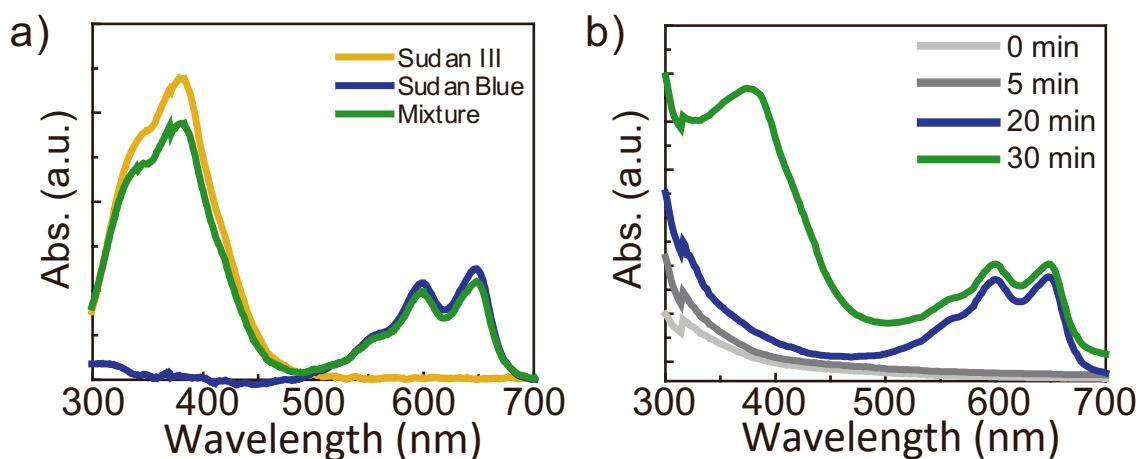 a)
Abs. (a.u.)
Sudan III
Sudan Blue
Mixture
300 400 500 600 700
Wavelength (nm)
b)
Abs. (a.u.)
0 min
5 min
20 min
30 min
300 400 500 600 700
Wavelength (nm)